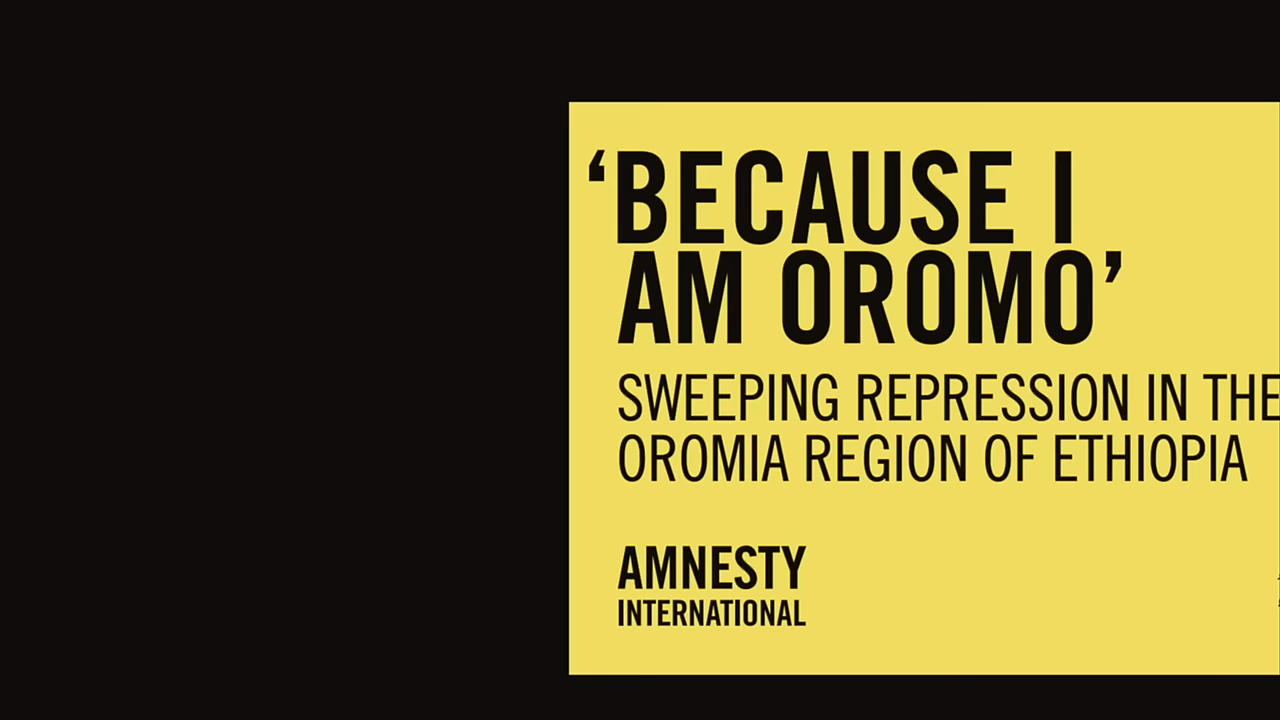 ‘BECAUSE I
AM OROMO’
SWEEPING REPRESSION IN THE
OROMIA REGION OF ETHIOPIA
AMNESTY
INTERNATIONAL